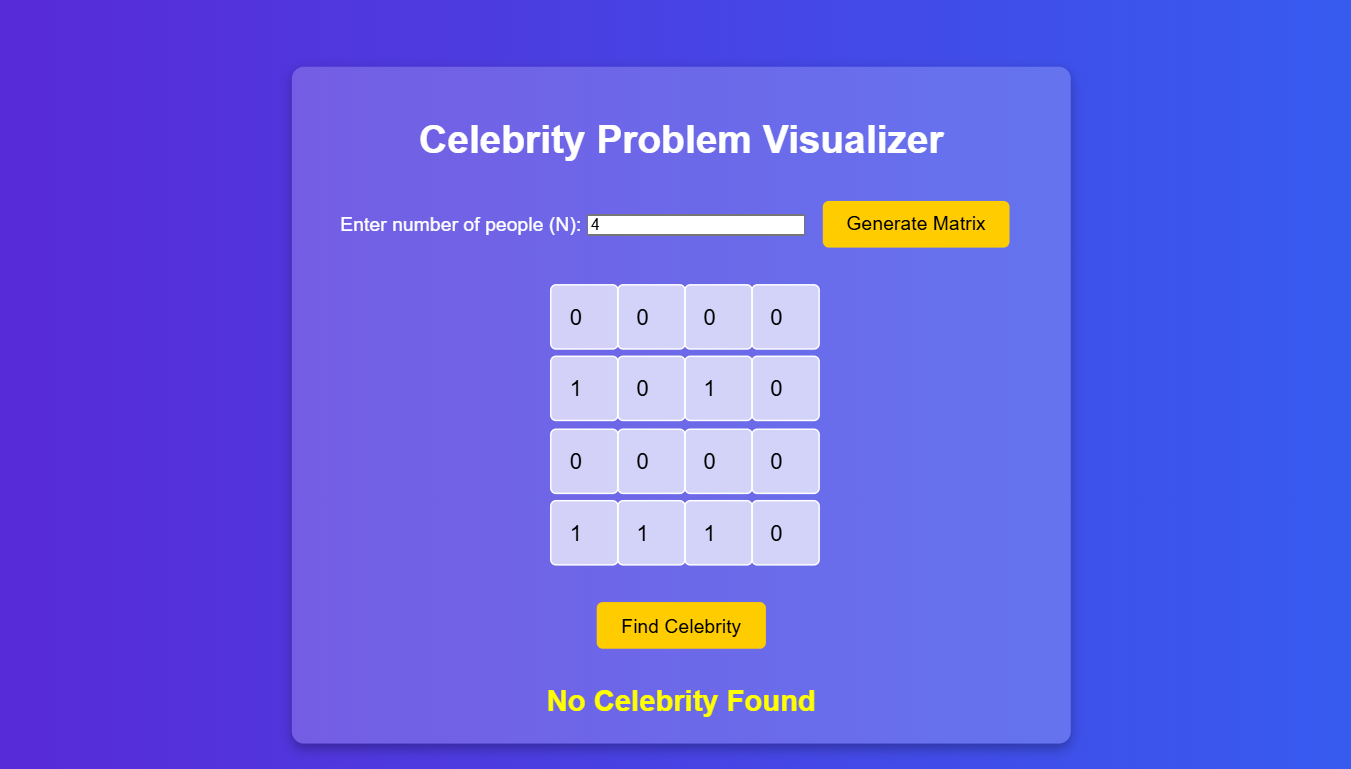 Celebrity Problem Visualizer
Enter number of people (N): 4 Generate Matrix
0 0 0 0
1 0 1 0
0 0 0 0
1 1 1 0
Find Celebrity
No Celebrity Found